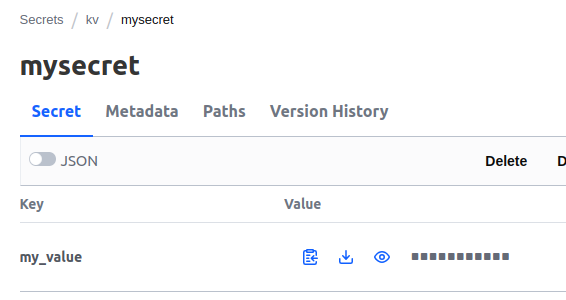 Secrets / kv / mysecret
mysecret
Secret Metadata Paths Version History
JSON Delete D
Key Value
my_value ■■■■■■■■■■■